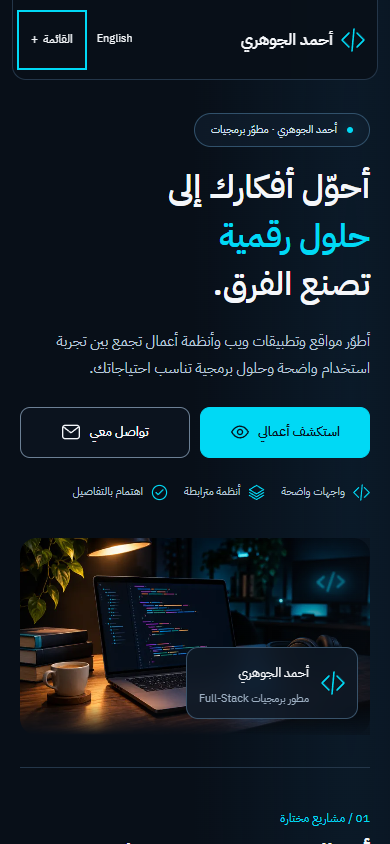 أحمد الجوهري
English
القائمة +
أحمد الجوهري · مطوّر برمجيات
أحوّل أفكارك إلى
حلول رقمية
تصنع الفرق.
أطوّر مواقع وتطبيقات ويب وأنظمة أعمال تجمع بين تجربة
استخدام واضحة وحلول برمجية تناسب احتياجاتك.
استكشف أعمالي
تواصل معي
واجهات واضحة
أنظمة مترابطة
اهتمام بالتفاصيل
أحمد الجوهري
مطور برمجيات Full-Stack
01 / مشاريع مختارة